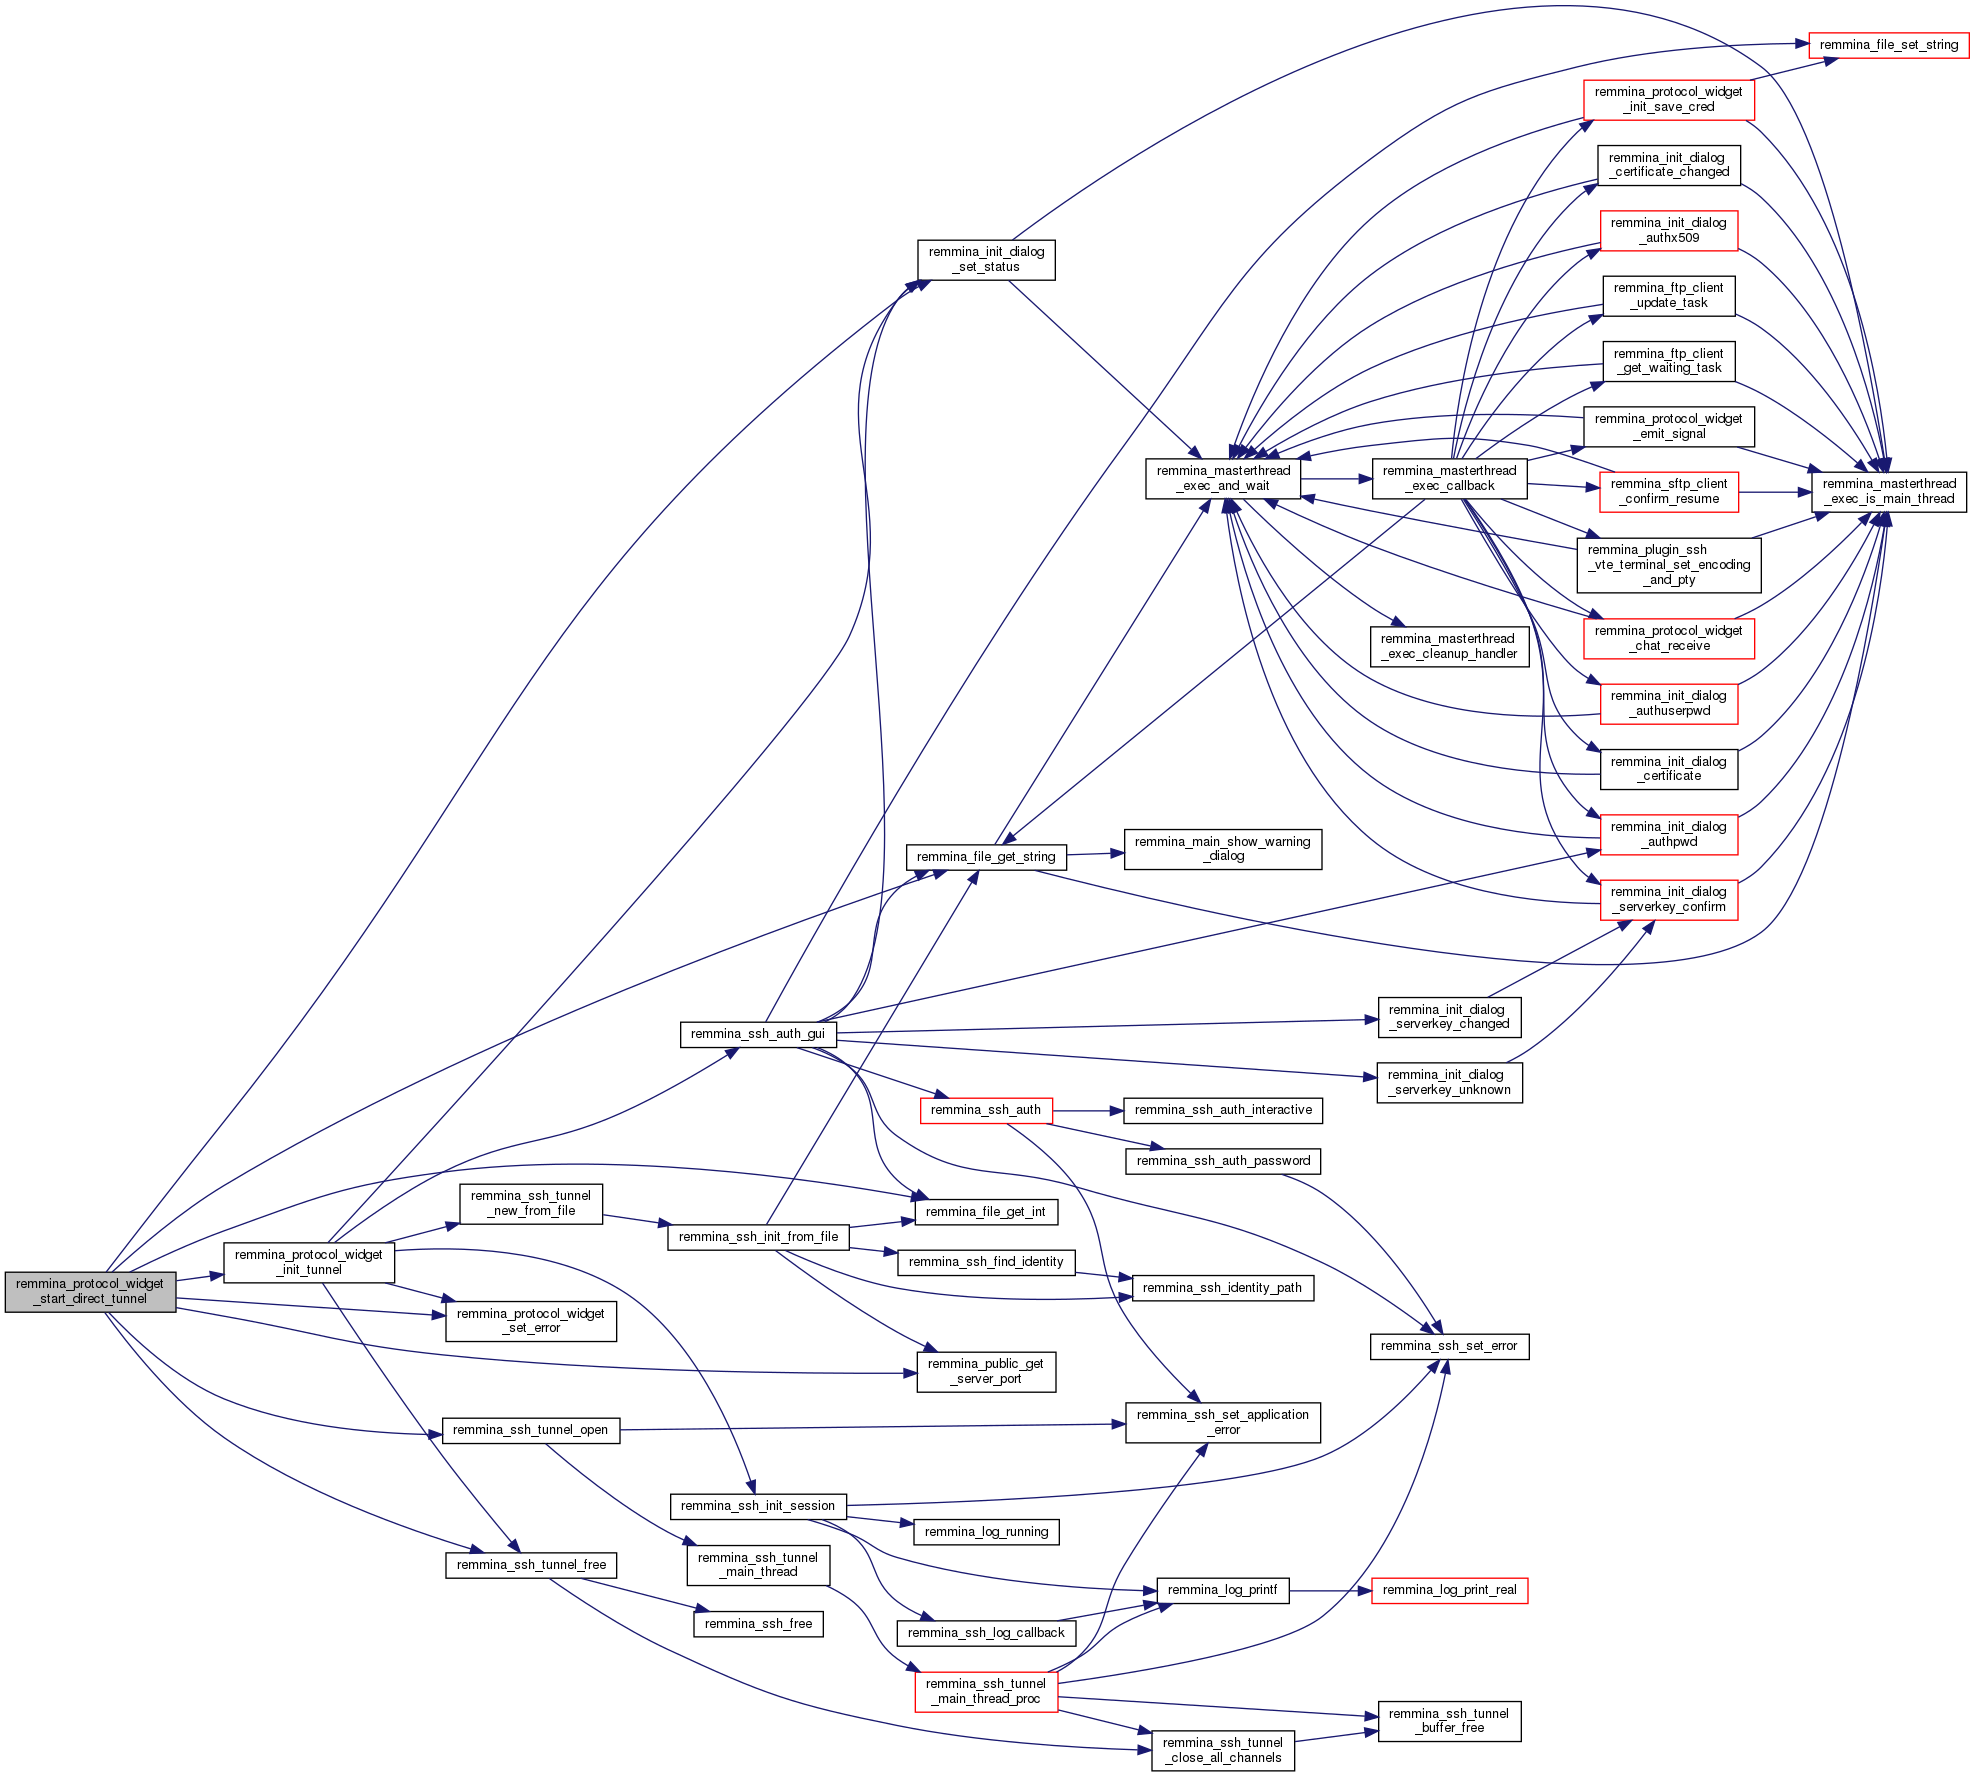 remmina_protocol_widget
_start_direct_tunnel
remmina_protocol_widget
_init_tunnel
remmina_ssh_tunnel
_new_from_file
remmina_protocol_widget
_set_error
remmina_ssh_tunnel_open
remmina_ssh_tunnel_free
remmina_ssh_auth_gui
remmina_ssh_init_from_file
remmina_ssh_init_session
remmina_ssh_tunnel
_main_thread
remmina_ssh_free
remmina_init_dialog
_set_status
remmina_file_get_string
remmina_ssh_auth
remmina_file_get_int
remmina_ssh_find_identity
remmina_public_get
_server_port
remmina_log_running
remmina_ssh_log_callback
remmina_ssh_tunnel
_main_thread_proc
remmina_masterthread
_exec_and_wait
remmina_main_show_warning
_dialog
remmina_ssh_auth_interactive
remmina_ssh_auth_password
remmina_ssh_identity_path
remmina_ssh_set_application
_error
remmina_log_printf
remmina_ssh_tunnel
_close_all_channels
remmina_masterthread
_exec_callback
remmina_masterthread
_exec_cleanup_handler
remmina_init_dialog
_serverkey_changed
remmina_init_dialog
_serverkey_unknown
remmina_ssh_set_error
remmina_log_print_real
remmina_ssh_tunnel
_buffer_free
remmina_protocol_widget
_init_save_cred
remmina_init_dialog
_certificate_changed
remmina_init_dialog
_authx509
remmina_ftp_client
_update_task
remmina_ftp_client
_get_waiting_task
remmina_protocol_widget
_emit_signal
remmina_sftp_client
_confirm_resume
remmina_plugin_ssh
_vte_terminal_set_encoding
_and_pty
remmina_protocol_widget
_chat_receive
remmina_init_dialog
_authuserpwd
remmina_init_dialog
_certificate
remmina_init_dialog
_authpwd
remmina_init_dialog
_serverkey_confirm
remmina_file_set_string
remmina_masterthread
_exec_is_main_thread